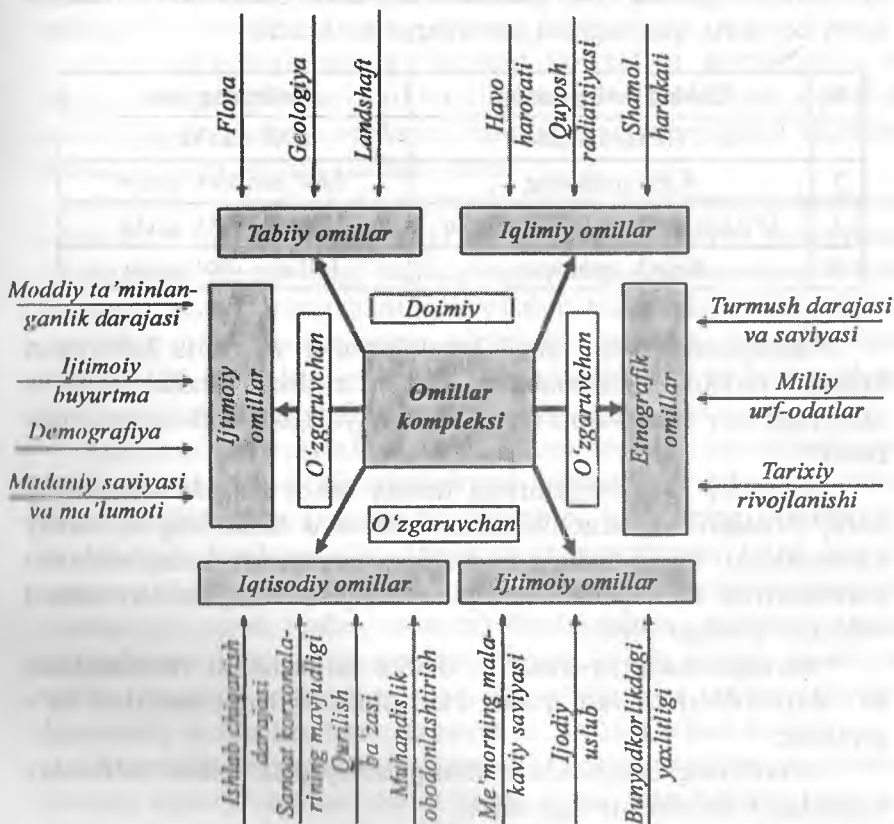 Flora
Geologiya
Landshaft
Havo
harorati
Quyosh
radiasiyasi
Shamol
harakati
Tabiiy omillar
Iqlimiy omillar
Moddiy ta’minlan-
ganlik darajasi
Ijtimoiy
buyurtma
Demografiya
Madaniy saviyasi
va ma’lumoti
Ijtimoiy
omillar
O‘zgaruvchan
Doimiy
Omillar
kompleksi
O‘zgaruvchan
O‘zgaruvchan
Etnografik
omillar
Turmush darajasi
va saviyasi
Milliy
urf-odatlar
Tarixiy
rivojlanishi
Iqtisodiy omillar
Ijtimoiy omillar
Ishlab chiqarish
darajasi
Sanoat korxonala-
rining mavjudligi
Qurilish
ba’zasi
Muhandislik
obodonlashtirish
Me’morning mala-
kaviy saviyasi
Ijodiy
uslub
Bunyodkorlikdagi
yaxlitligi